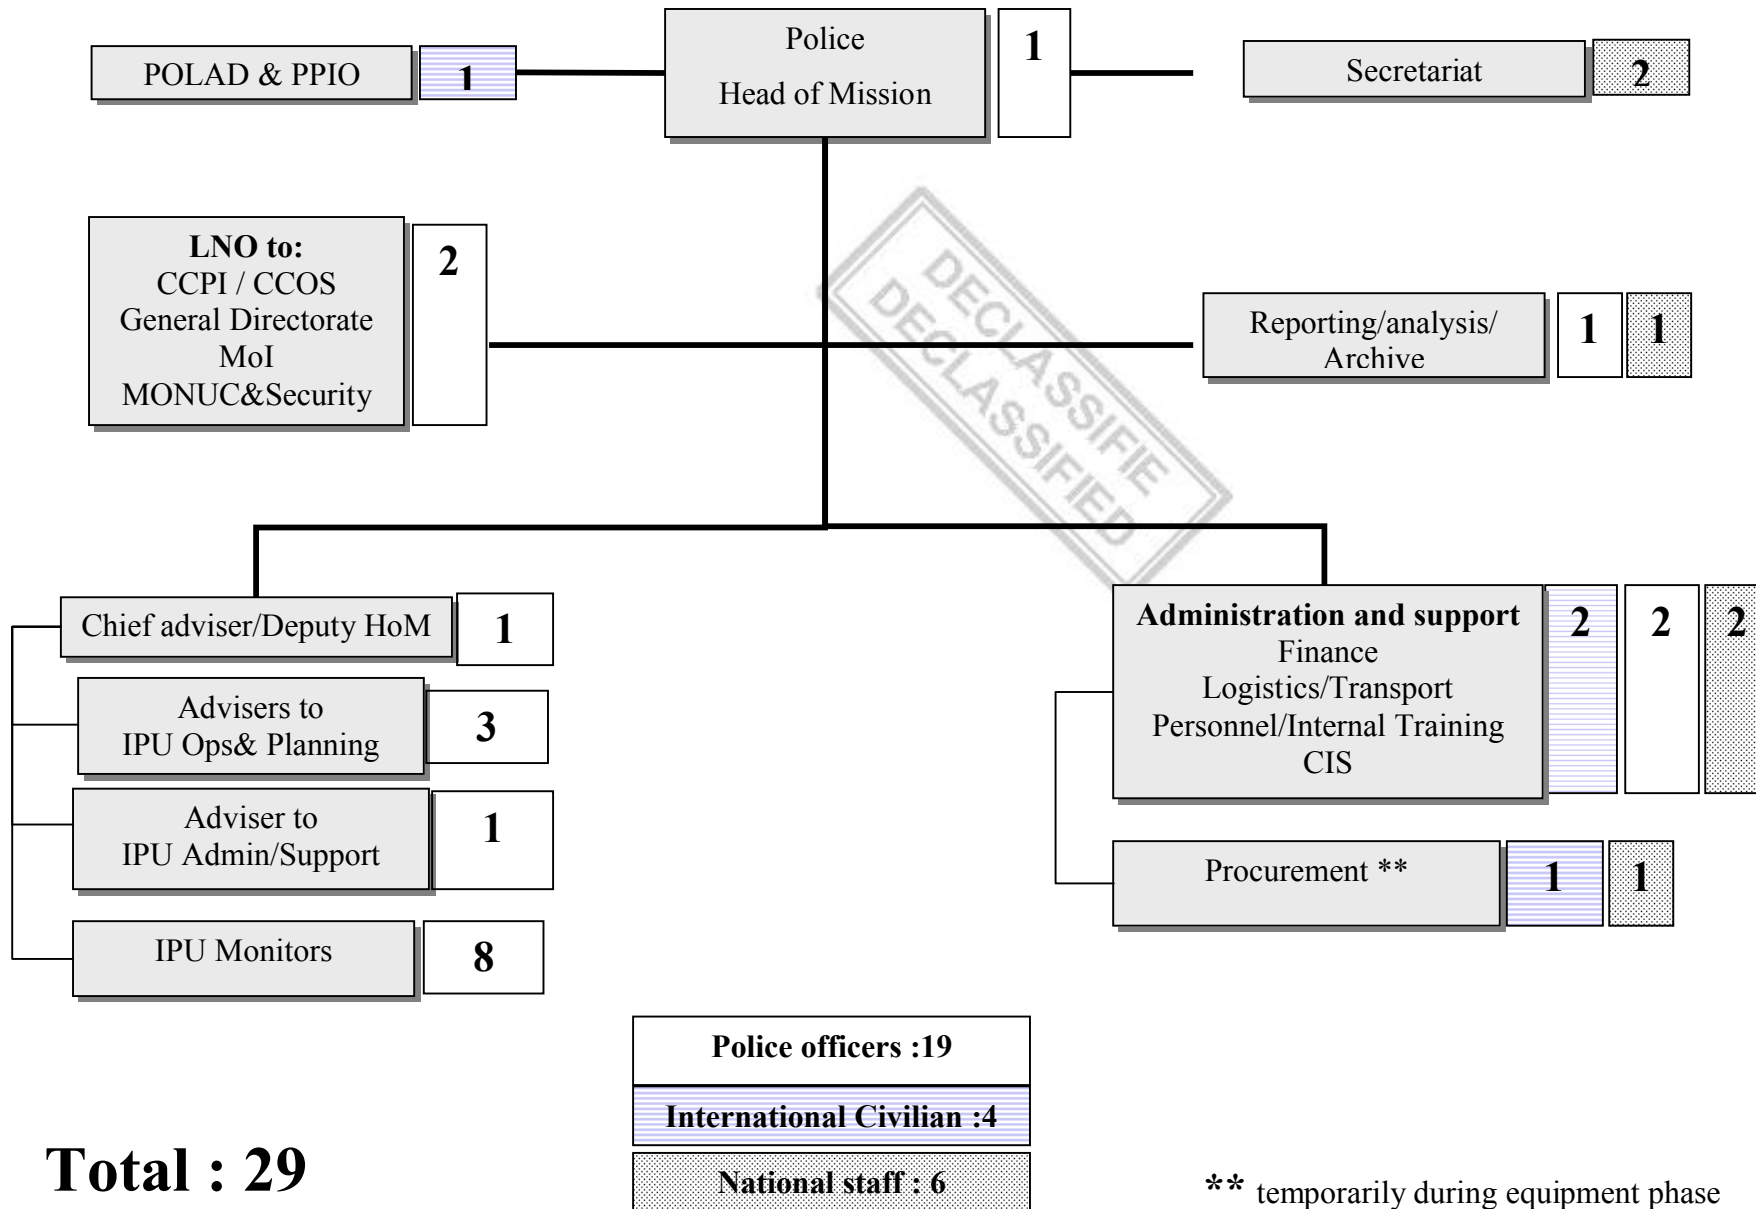 POLAD & PPIO
1
Police
Head of Mission
1
Secretariat
2
LNO to:
CCPI / CCOS
General Directorate
MoI
MONUC&Security
2
DECLASSIFIE
DECLASSIFIED
Reporting/analysis/
Archive
1
1
Chief adviser/Deputy HoM
1
Advisers to
IPU Ops& Planning
3
Adviser to
IPU Admin/Support
1
IPU Monitors
8
Administration and support
Finance
Logistics/Transport
Personnel/Internal Training
CIS
2
2
2
Procurement **
1
1
Police officers :19
International Civilian :4
National staff : 6
Total : 29
** temporarily during equipment phase